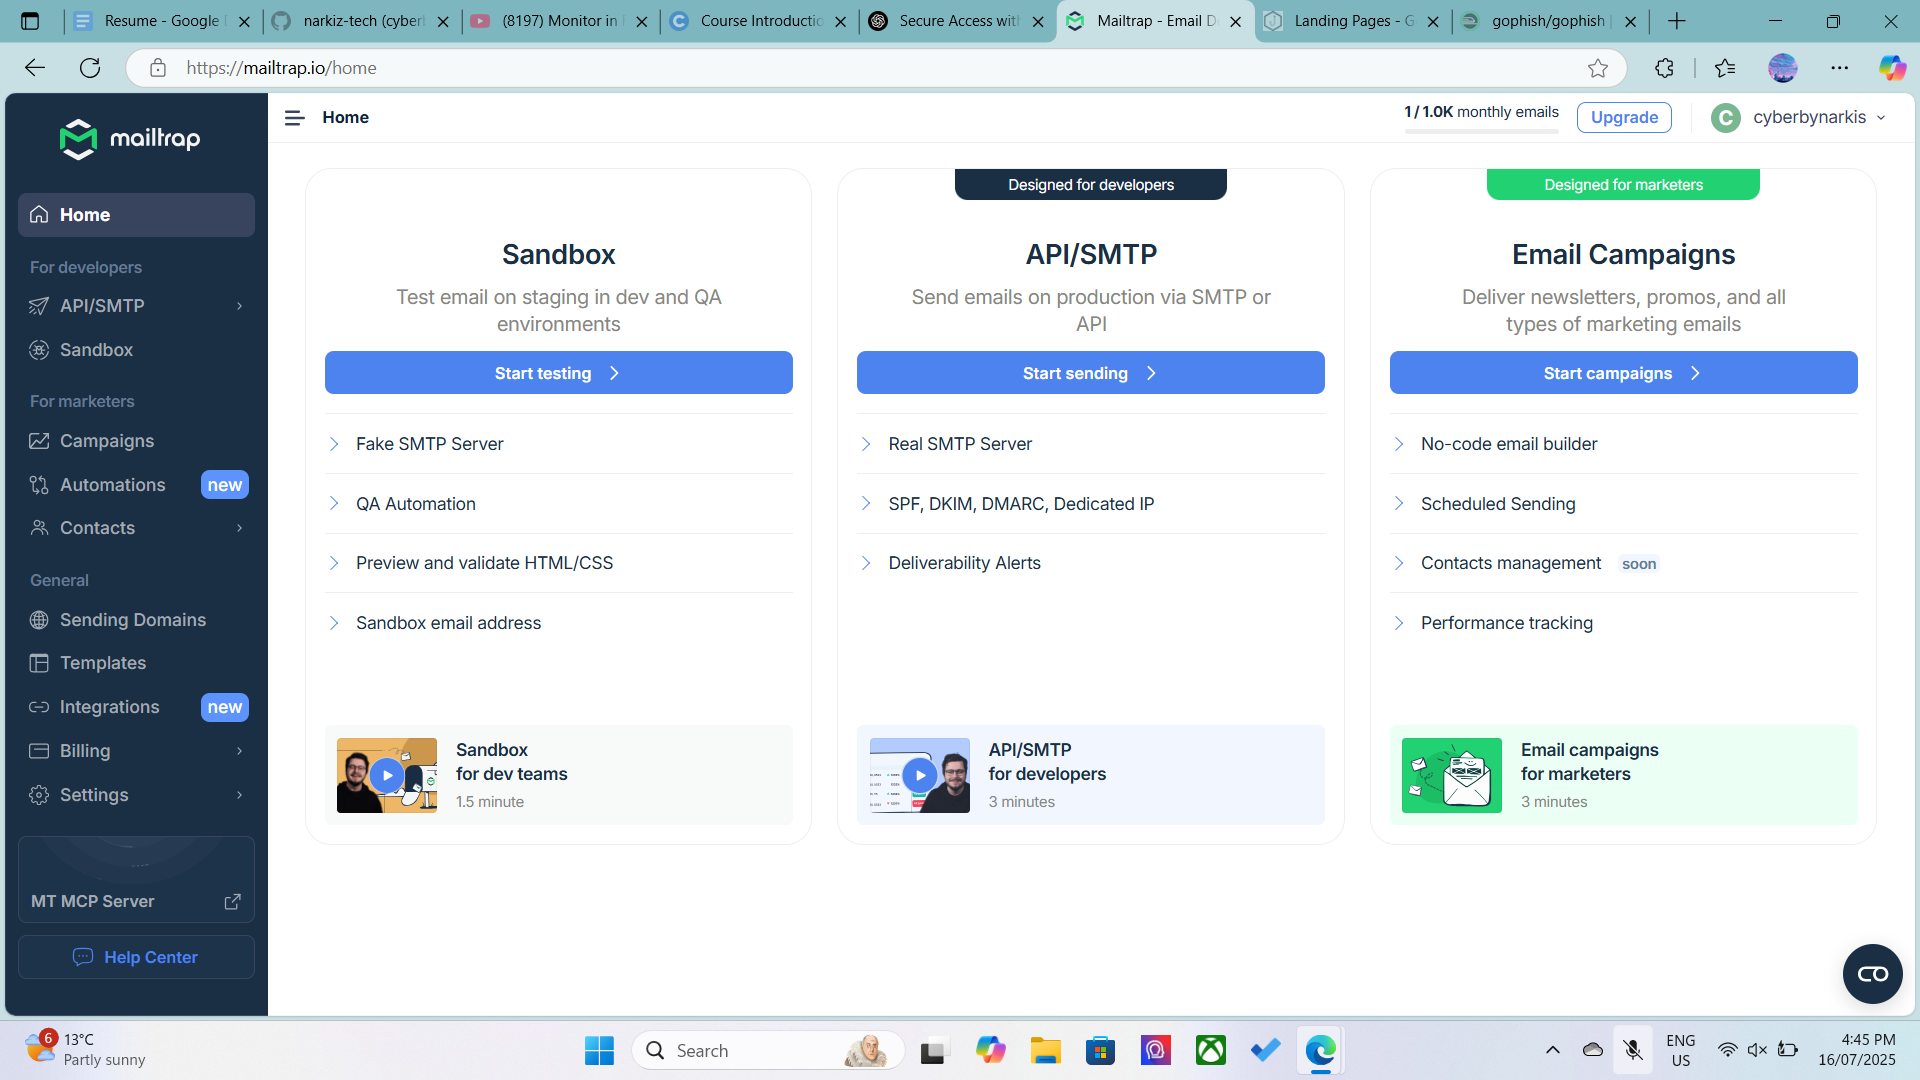 Resume - Google D
narkiz-tech (cyberb
(8197) Monitor in
Course Introductio
Secure Access with
Mailtrap - Email De
Landing Pages - G
gophish/gophish |
https://mailtrap.io/home
mailtrap
Home
For developers
API/SMTP
Sandbox
For marketers
Campaigns
Automations new
Contacts
General
Sending Domains
Templates
Integrations new
Billing
Settings
MT MCP Server
Help Center
Home
1 / 1.0K monthly emails
Upgrade
C
cyberbynarkis
Sandbox
Test email on staging in dev and QA
environments
Start testing
Fake SMTP Server
QA Automation
Preview and validate HTML/CSS
Sandbox email address
Sandbox
for dev teams
1.5 minute
Designed for developers
API/SMTP
Send emails on production via SMTP or
API
Start sending
Real SMTP Server
SPF, DKIM, DMARC, Dedicated IP
Deliverability Alerts
API/SMTP
for developers
3 minutes
Designed for marketers
Email Campaigns
Deliver newsletters, promos, and all
types of marketing emails
Start campaigns
No-code email builder
Scheduled Sending
Contacts management soon
Performance tracking
Email campaigns
for marketers
3 minutes
6
13°C
Partly sunny
Search
ENG
US
4:45 PM
16/07/2025